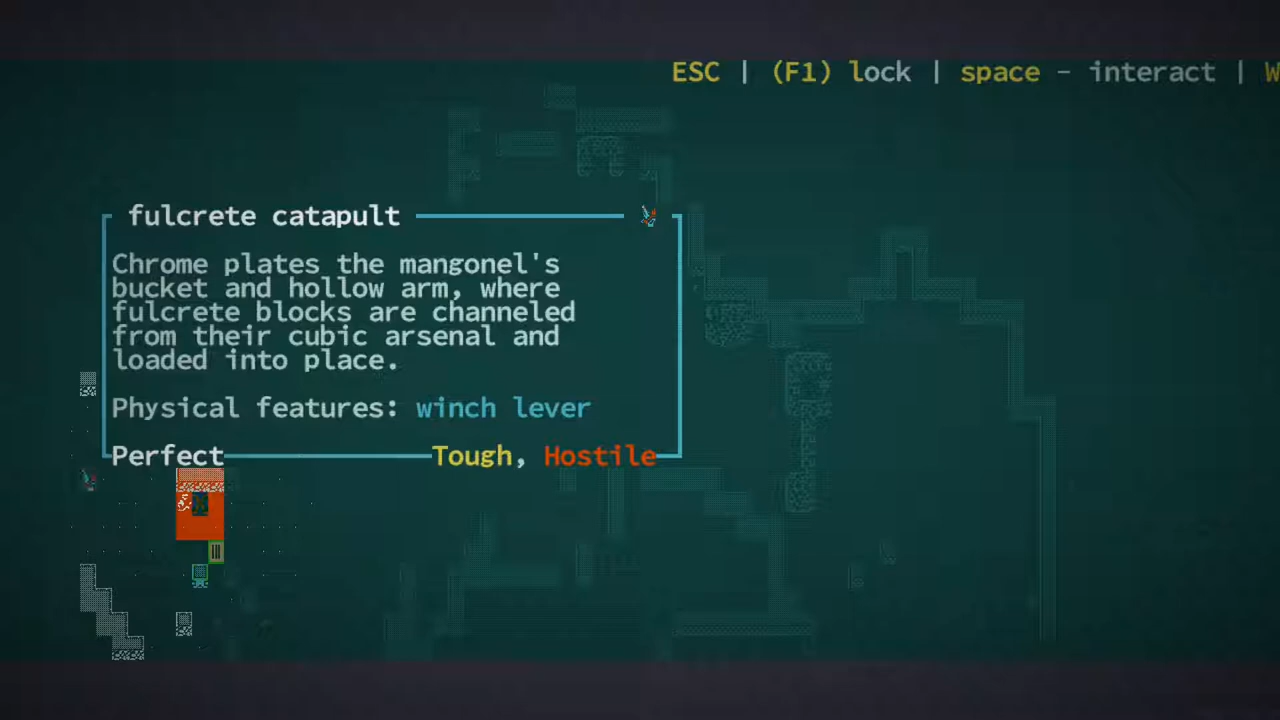 ESC | (F1) lock | space - interact | W
fulcrete catapult
Chrome plates the mangonel's
bucket and hollow arm, where
fulcrete blocks are channeled
from their cubic arsenal and
loaded into place.
Physical features: winch lever
Perfect Tough, Hostile